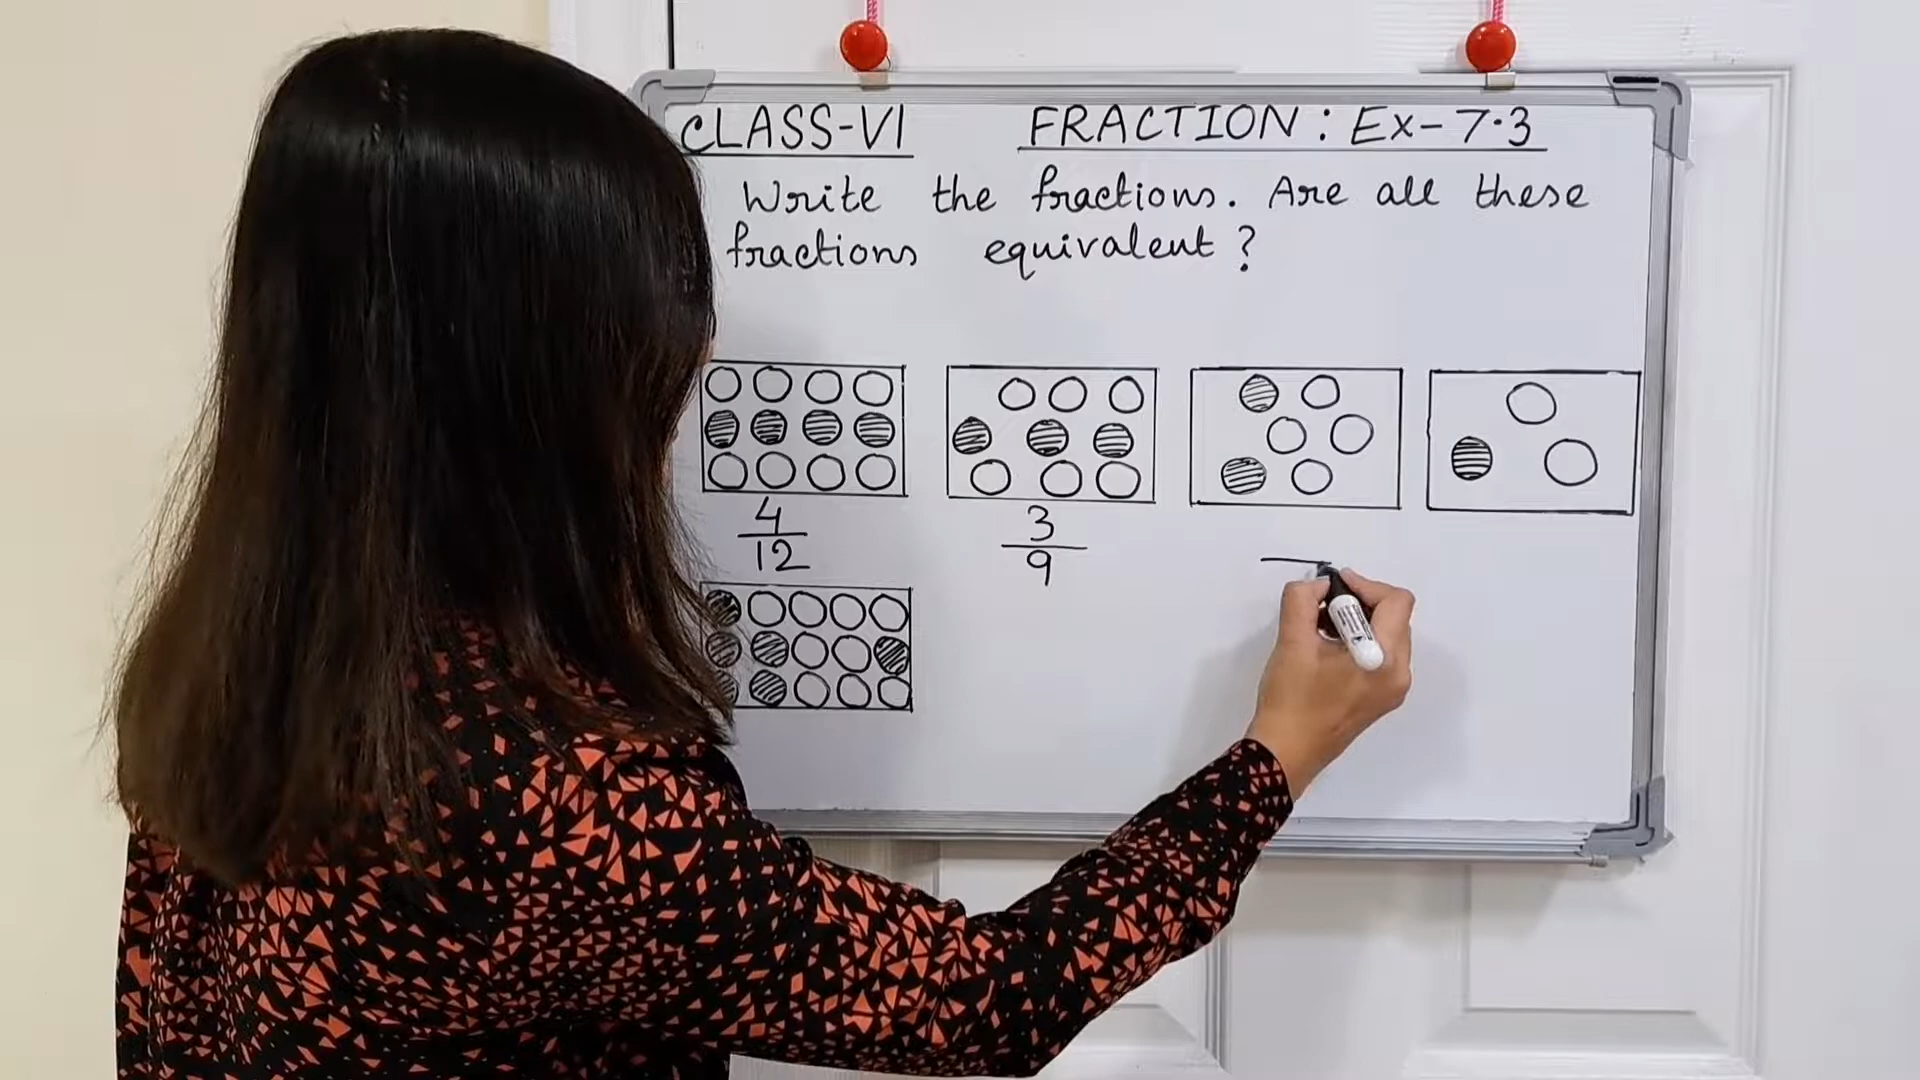 CLASS-VI FRACTION : Ex-7.3
Write the fractions. Are all these
fractions equivalent ?
4/12
3/9